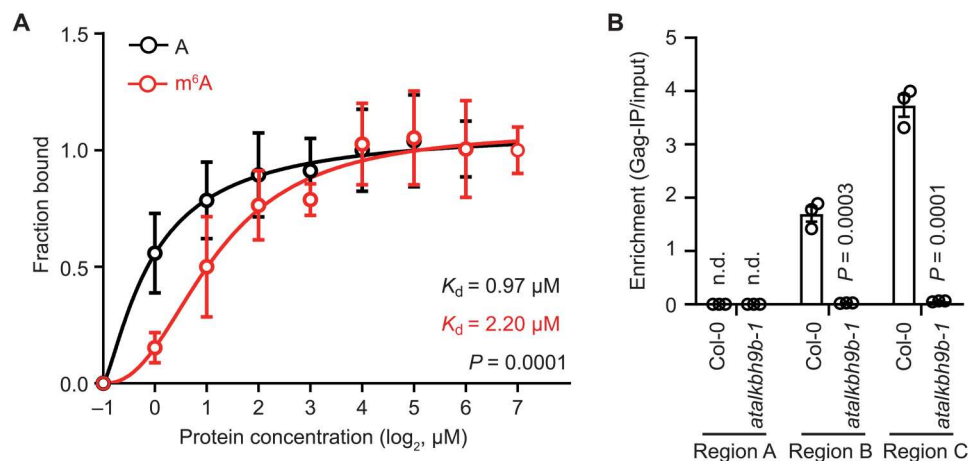 A
1.5
1.0
0.5
0.0
Fraction bound
A
m⁶A
K_d = 0.97 µM
K_d = 2.20 µM
P = 0.0001
–1 0 1 2 3 4 5 6 7
Protein concentration (log₂, µM)
B
5
4
3
2
1
0
Enrichment (Gag-IP/input)
n.d.
n.d.
P = 0.0003
P = 0.0001
Col-0
atalkbh9b-1
Col-0
atalkbh9b-1
Col-0
atalkbh9b-1
Region A Region B Region C